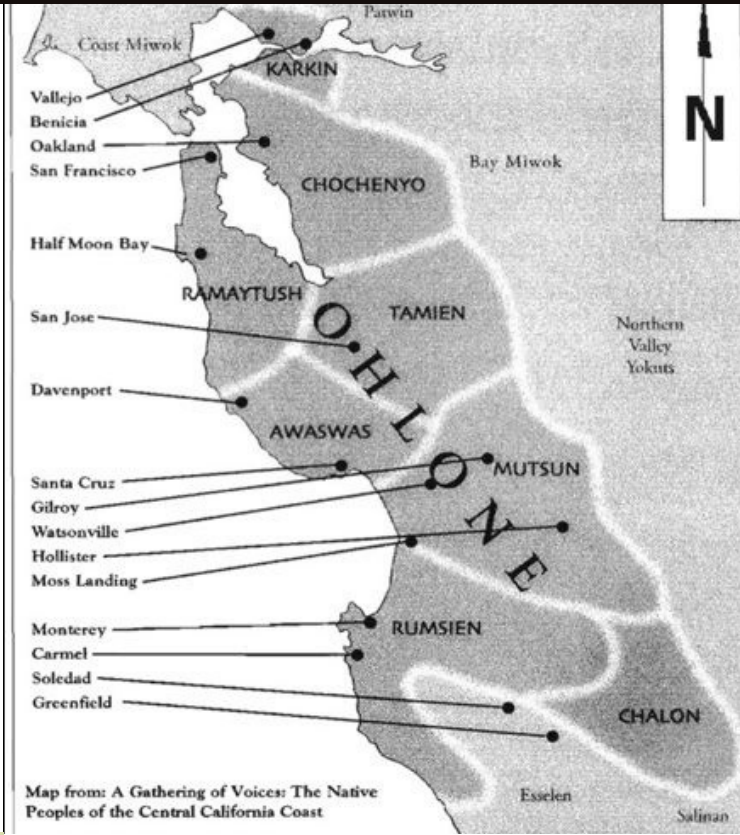 Patwin
Coast Miwok
KARKIN
Vallejo
Benicia
Oakland
San Francisco
N
Bay Miwok
CHOCHENYO
Half Moon Bay
RAMAYTUSH
TAMIEN
San Jose
Northern
Valley
Yokuts
OHLONE
Davenport
AWASWAS
MUTSUN
Santa Cruz
Gilroy
Watsonville
Hollister
Moss Landing
Monterey
RUMSIEN
Carmel
Soledad
Greenfield
CHALON
Map from: A Gathering of Voices: The Native
Peoples of the Central California Coast
Esselen
Salinan